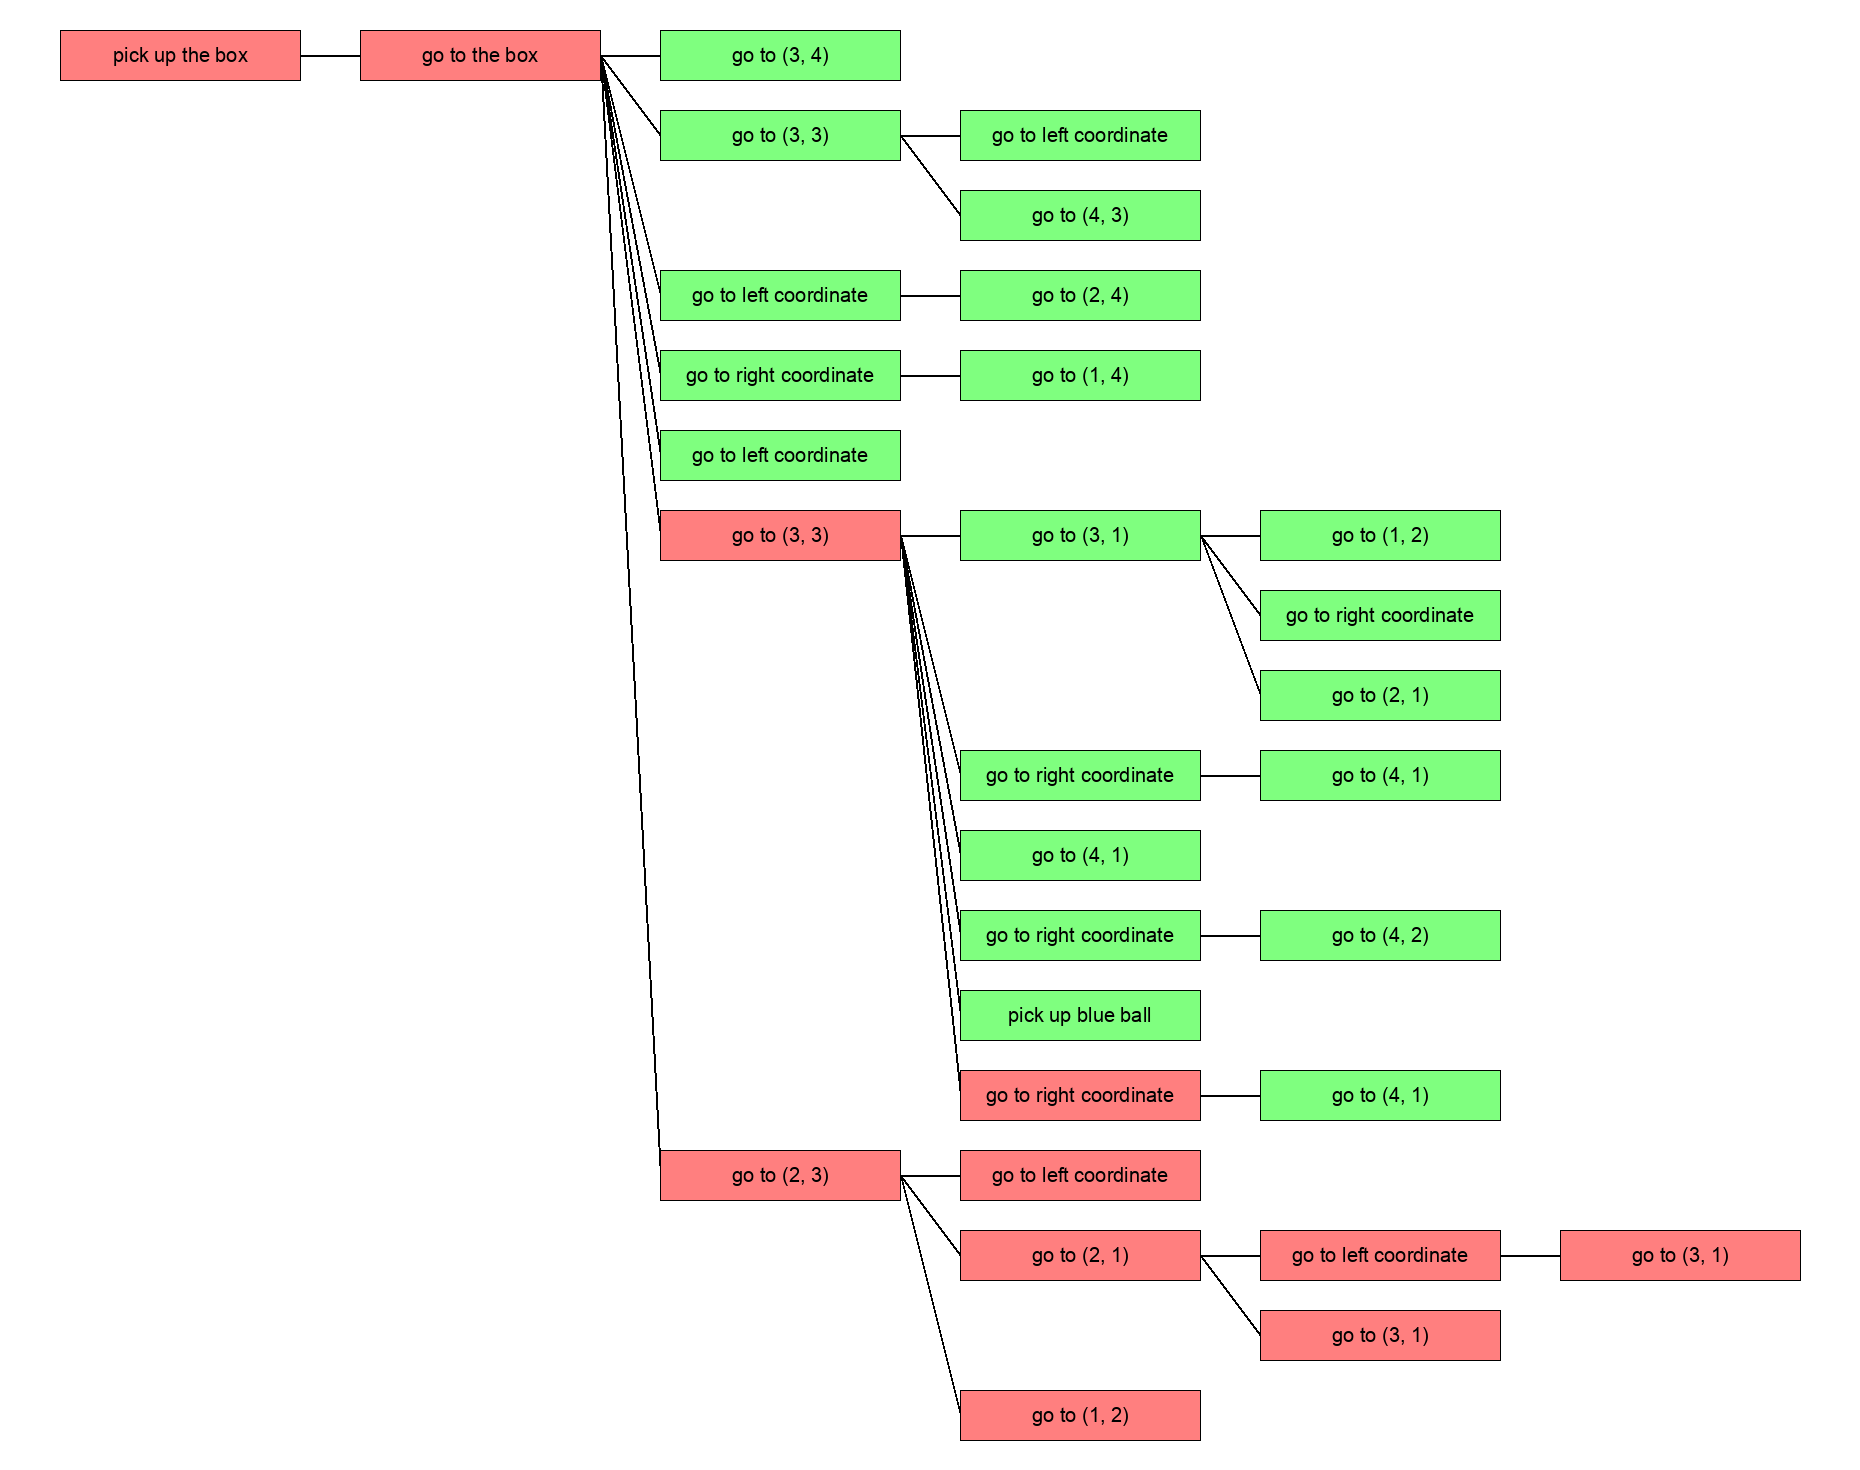 pick up the box
go to the box
go to (3, 4)
go to (3, 3)
go to left coordinate
go to (4, 3)
go to left coordinate
go to (2, 4)
go to right coordinate
go to (1, 4)
go to left coordinate
go to (3, 3)
go to (3, 1)
go to (1, 2)
go to right coordinate
go to (2, 1)
go to right coordinate
go to (4, 1)
go to (4, 1)
go to right coordinate
go to (4, 2)
pick up blue ball
go to right coordinate
go to (4, 1)
go to (2, 3)
go to left coordinate
go to (2, 1)
go to left coordinate
go to (3, 1)
go to (3, 1)
go to (1, 2)